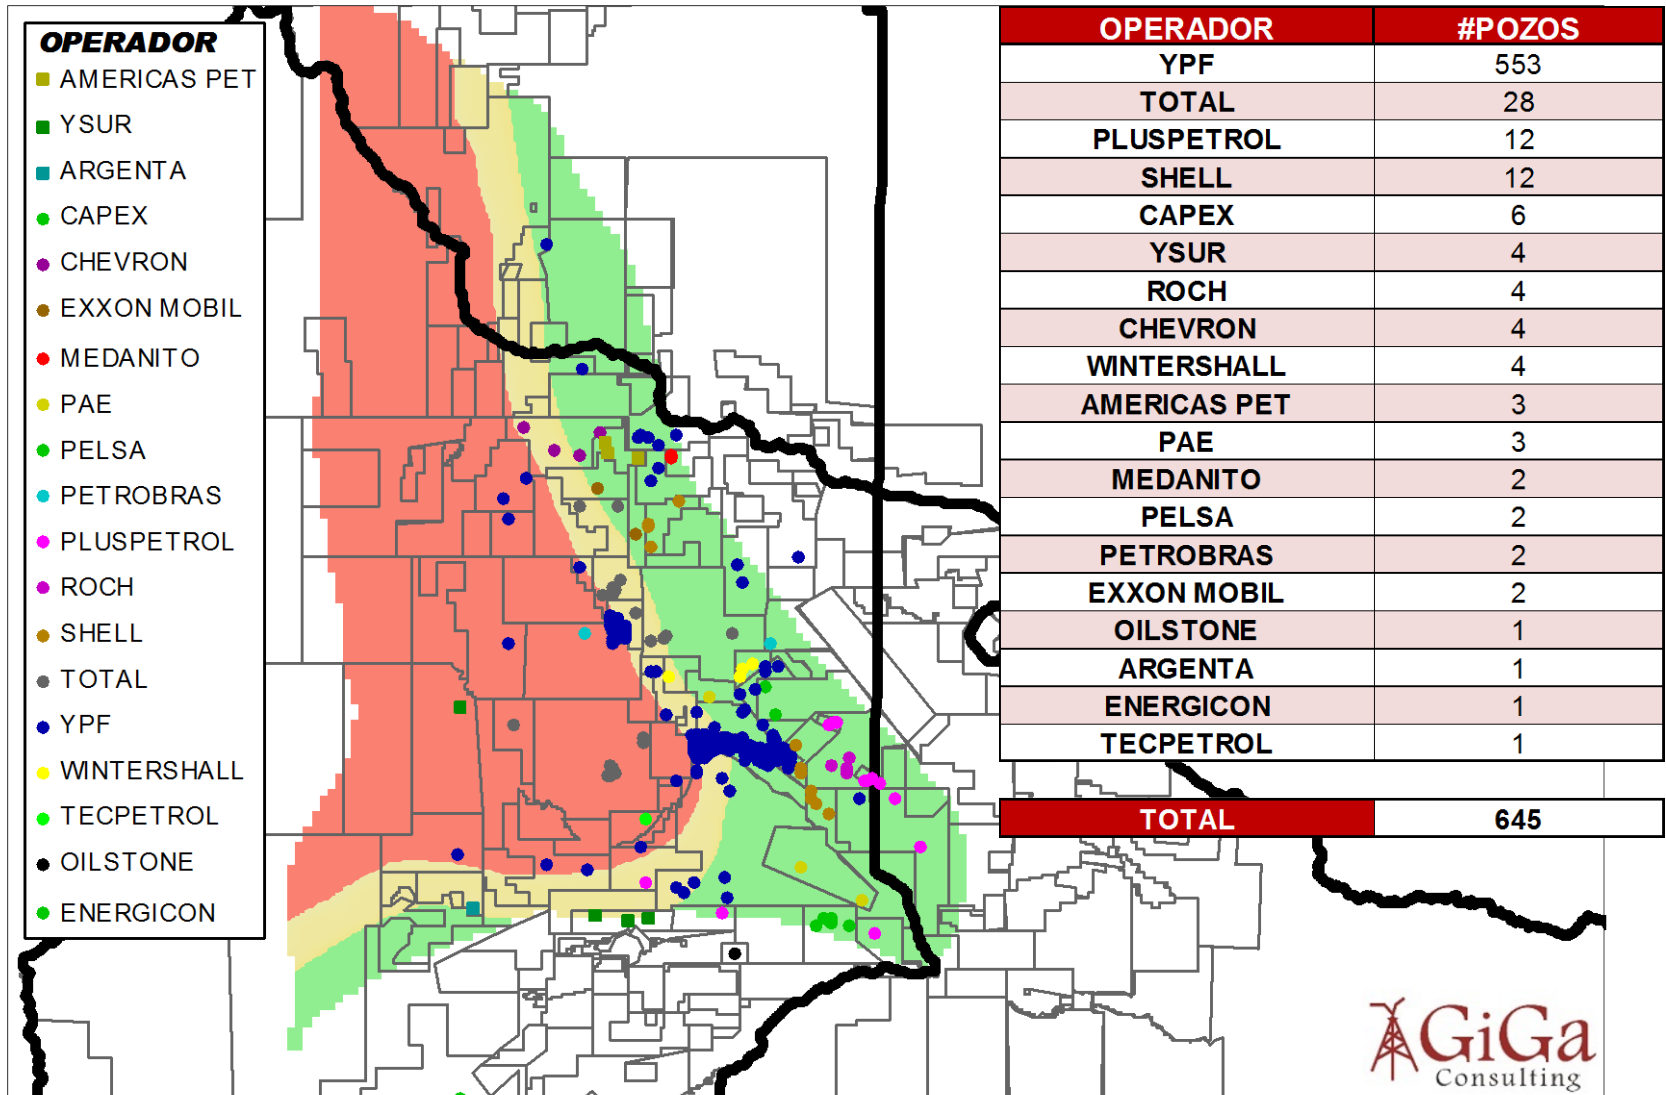 OPERADOR
AMERICAS PET
YSUR
ARGENTA
CAPEX
CHEVRON
EXXON MOBIL
MEDANITO
PAE
PELSA
PETROBRAS
PLUSPETROL
ROCH
SHELL
TOTAL
YPF
WINTERSHALL
TECPETROL
OILSTONE
ENERGICON
OPERADOR #POZOS
YPF 553
TOTAL 28
PLUSPETROL 12
SHELL 12
CAPEX 6
YSUR 4
ROCH 4
CHEVRON 4
WINTERSHALL 4
AMERICAS PET 3
PAE 3
MEDANITO 2
PELSA 2
PETROBRAS 2
EXXON MOBIL 2
OILSTONE 1
ARGENTA 1
ENERGICON 1
TECPETROL 1
TOTAL 645
GiGa
Consulting